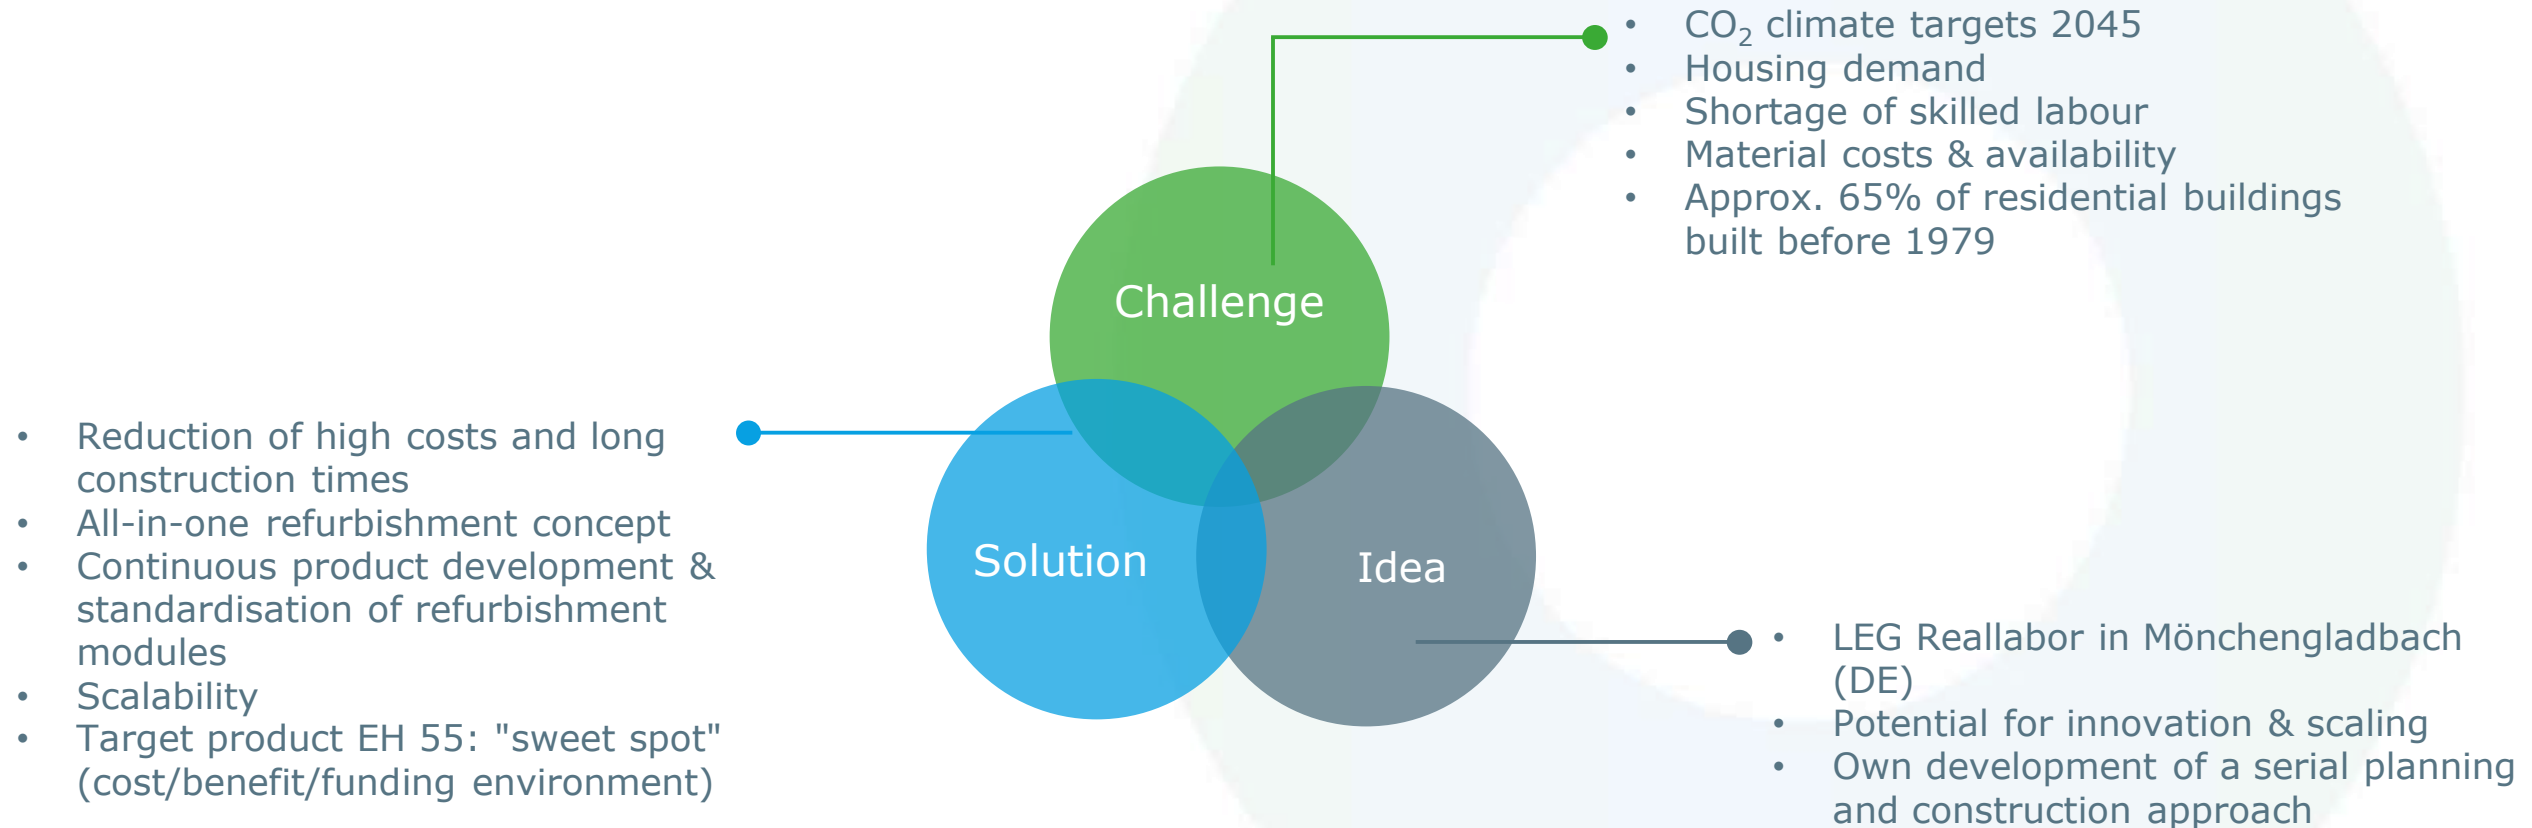 • CO₂ climate targets 2045
• Housing demand
• Shortage of skilled labour
• Material costs & availability
• Approx. 65% of residential buildings
built before 1979
Challenge
• Reduction of high costs and long
construction times
• All-in-one refurbishment concept
• Continuous product development &
standardisation of refurbishment
modules
• Scalability
• Target product EH 55: "sweet spot"
(cost/benefit/funding environment)
Solution
Idea
• LEG Reallabor in Mönchengladbach
(DE)
• Potential for innovation & scaling
• Own development of a serial planning
and construction approach